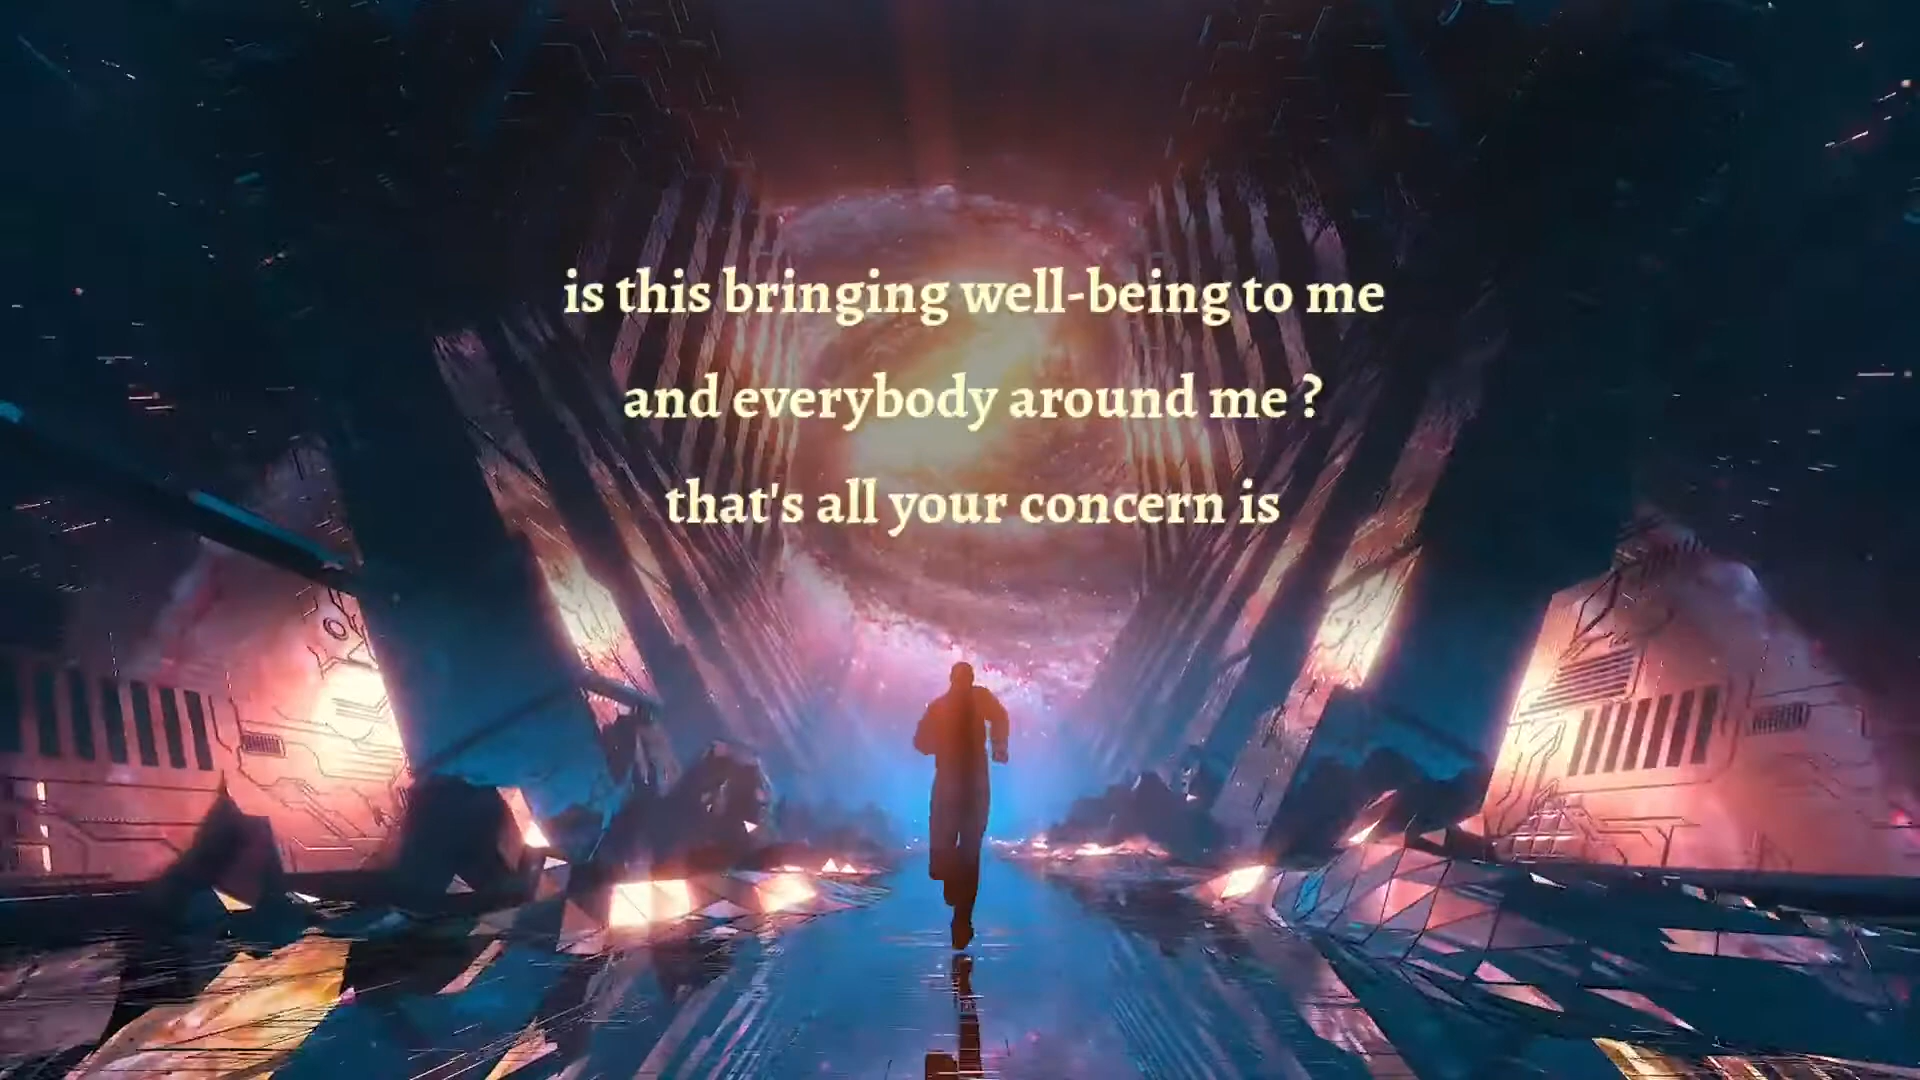 is this bringing well-being to me
and everybody around me ?
that's all your concern is